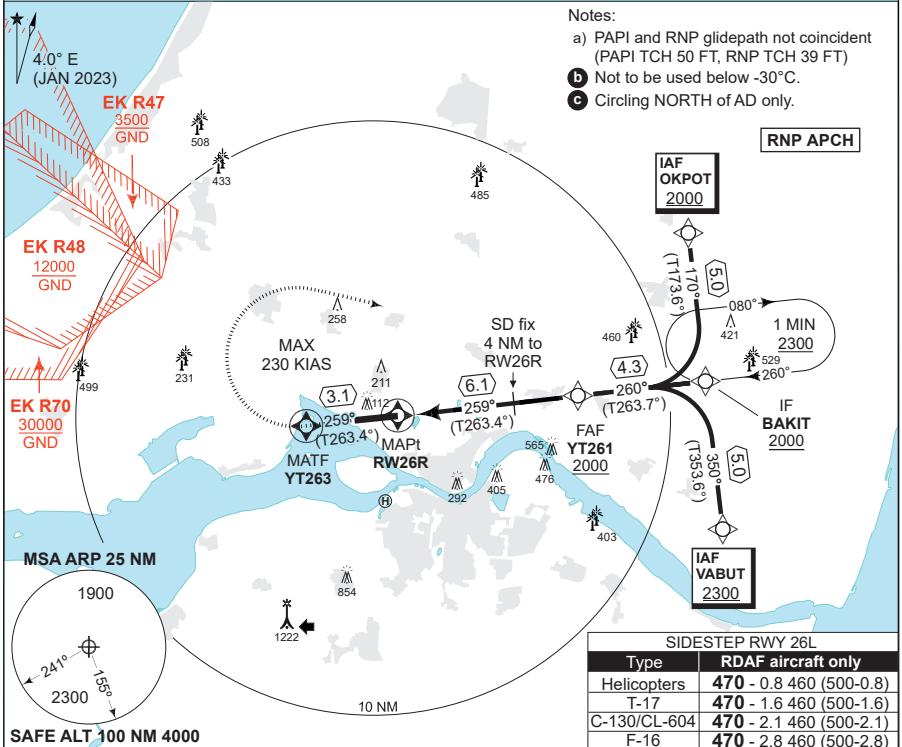 Notes:
a) PAPI and RNP glidepath not coincident
(PAPI TCH 50 FT, RNP TCH 39 FT)
b Not to be used below -30°C.
c Circling NORTH of AD only.
RNP APCH
4.0° E
(JAN 2023)
EK R47
3500
GND
508
433
485
IAF
OKPOT
2000
EK R48
12000
GND
170°
(T173.6°)
5.0
080°
421
1 MIN
2300
529
260°
258
MAX
230 KIAS
SD fix
4 NM to
RW26R
460
499
231
211
112
3.1
259°
(T263.4°)
6.1
259°
(T263.4°)
4.3
260°
(T263.7°)
EK R70
30000
GND
MATF
YT263
MAPt
RW26R
FAF
YT261
2000
IF
BAKIT
2000
350°
(T353.6°)
5.0
565
476
405
292
H
403
IAF
VABUT
2300
854
1222
10 NM
MSA ARP 25 NM
1900
241°
155°
2300
SAFE ALT 100 NM 4000
SIDESTEP RWY 26L
Type RDAF aircraft only
Helicopters 470 - 0.8 460 (500-0.8)
T-17 470 - 1.6 460 (500-1.6)
C-130/CL-604 470 - 2.1 460 (500-2.1)
F-16 470 - 2.8 460 (500-2.8)